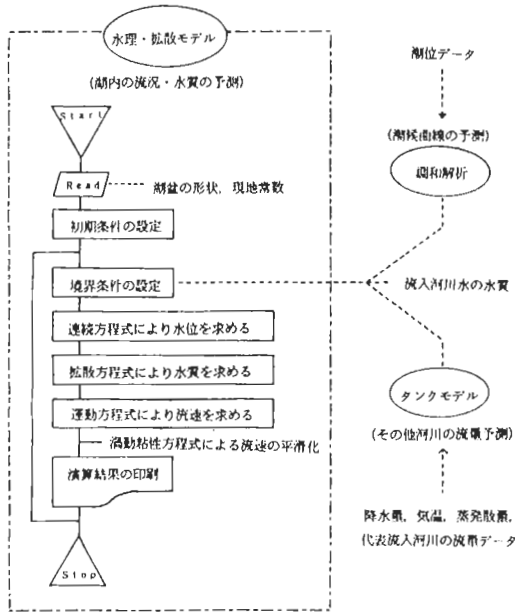 水理・拡散モデル
(湖内の流況・水質の予測)
Start
Read
湖盆の形状, 現地常数
初期条件の設定
境界条件の設定
連続方程式により水位を求める
拡散方程式により水質を求める
運動方程式により流速を求める
渦動粘性方程式による流速の平滑化
演算結果の印刷
Stop
潮位データ
(潮候曲線の予測)
調和解析
流入河川水の水質
タンクモデル
(その他河川の流量予測)
降水量, 気温, 蒸発散量,
代表流入河川の流量データ